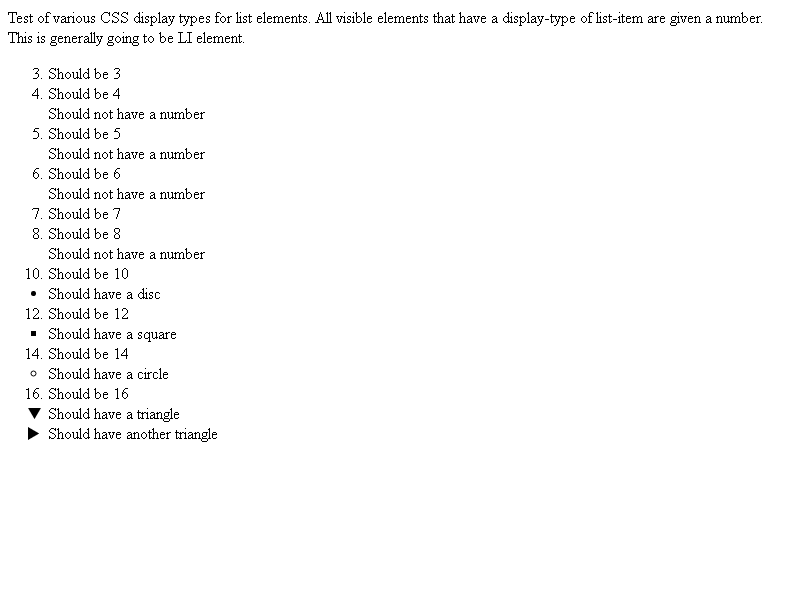 Test of various CSS display types for list elements. All visible elements that have a display-type of list-item are given a number.
This is generally going to be LI element.
3. Should be 3
4. Should be 4
Should not have a number
5. Should be 5
Should not have a number
6. Should be 6
Should not have a number
7. Should be 7
8. Should be 8
Should not have a number
10. Should be 10
• Should have a disc
12. Should be 12
▪ Should have a square
14. Should be 14
◦ Should have a circle
16. Should be 16
▼ Should have a triangle
▶ Should have another triangle